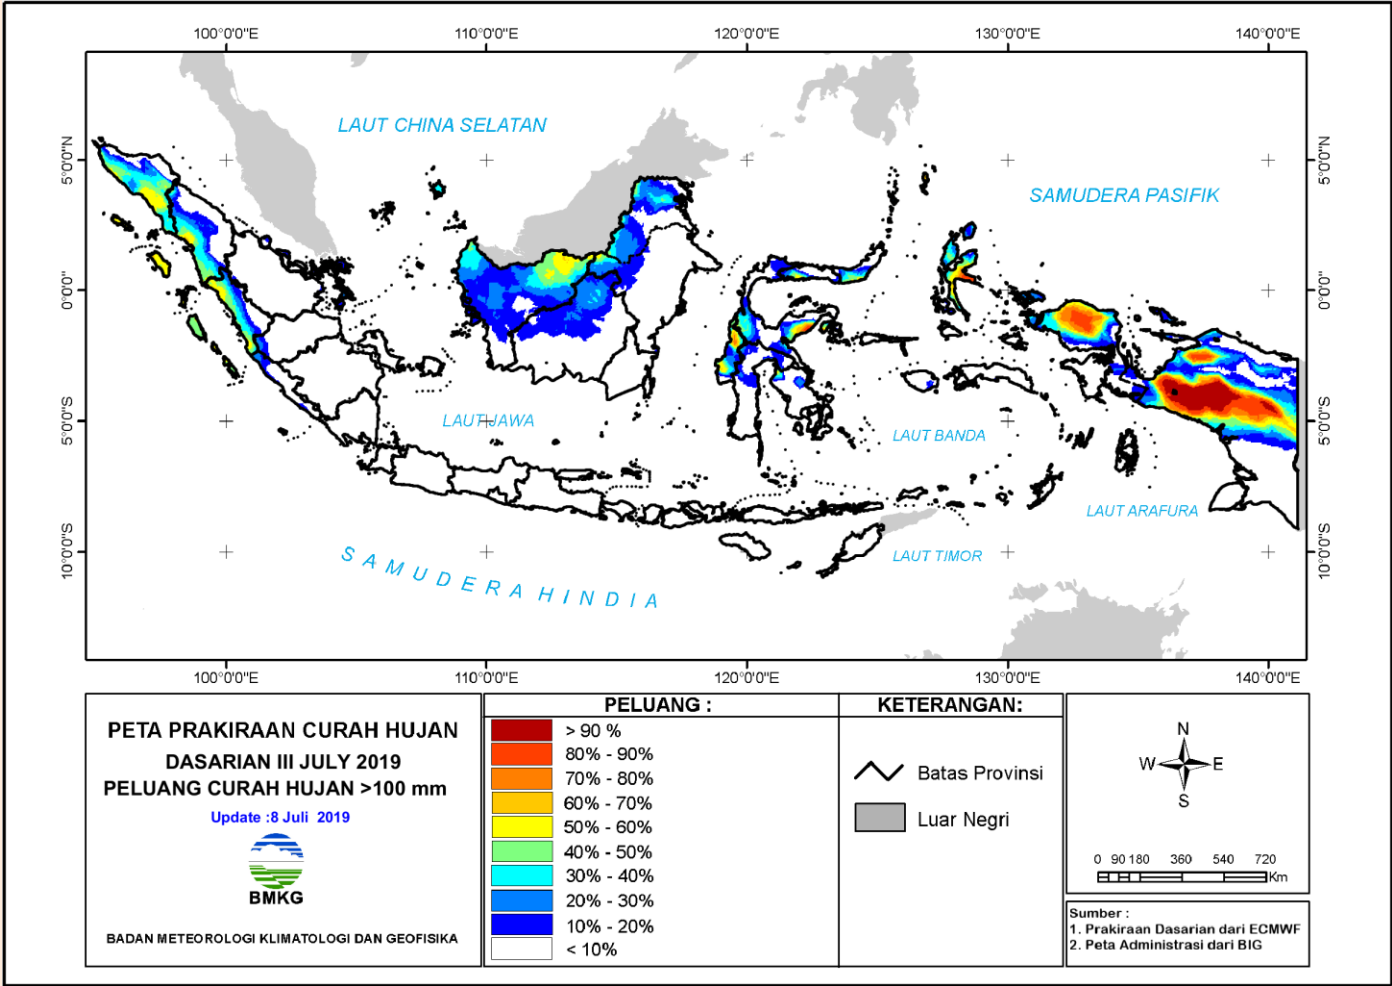 100°0'0"E 110°0'0"E 120°0'0"E 130°0'0"E 140°0'0"E
5°0'0"N 5°0'0"N
0°0'0" 0°0'0"
5°0'0"S 5°0'0"S
10°0'0"S 10°0'0"S
LAUT CHINA SELATAN
SAMUDERA PASIFIK
LAUT JAWA
LAUT BANDA
LAUT ARAFURA
LAUT TIMOR
SAMUDERA HINDIA
100°0'0"E 110°0'0"E 120°0'0"E 130°0'0"E 140°0'0"E
PETA PRAKIRAAN CURAH HUJAN
DASARIAN III JULY 2019
PELUANG CURAH HUJAN >100 mm
Update :8 Juli 2019
BMKG
BADAN METEOROLOGI KLIMATOLOGI DAN GEOFISIKA
PELUANG :
> 90 %
80% - 90%
70% - 80%
60% - 70%
50% - 60%
40% - 50%
30% - 40%
20% - 30%
10% - 20%
< 10%
KETERANGAN:
Batas Provinsi
Luar Negri
N
W E
S
0 90 180 360 540 720
Km
Sumber :
1. Prakiraan Dasarian dari ECMWF
2. Peta Administrasi dari BIG